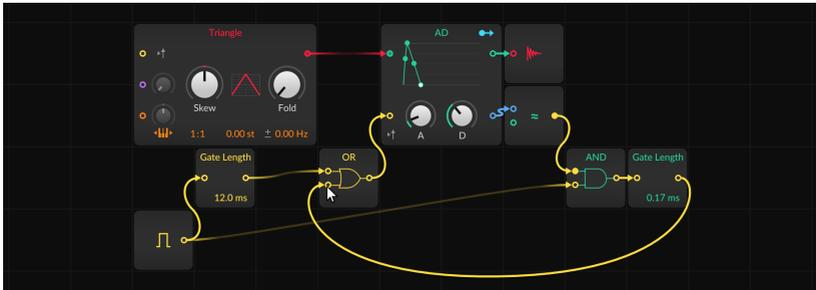 Triangle
AD
Skew
Fold
A
D
≈
1:1
0.00 st
± 0.00 Hz
Gate Length
OR
AND
Gate Length
12.0 ms
0.17 ms